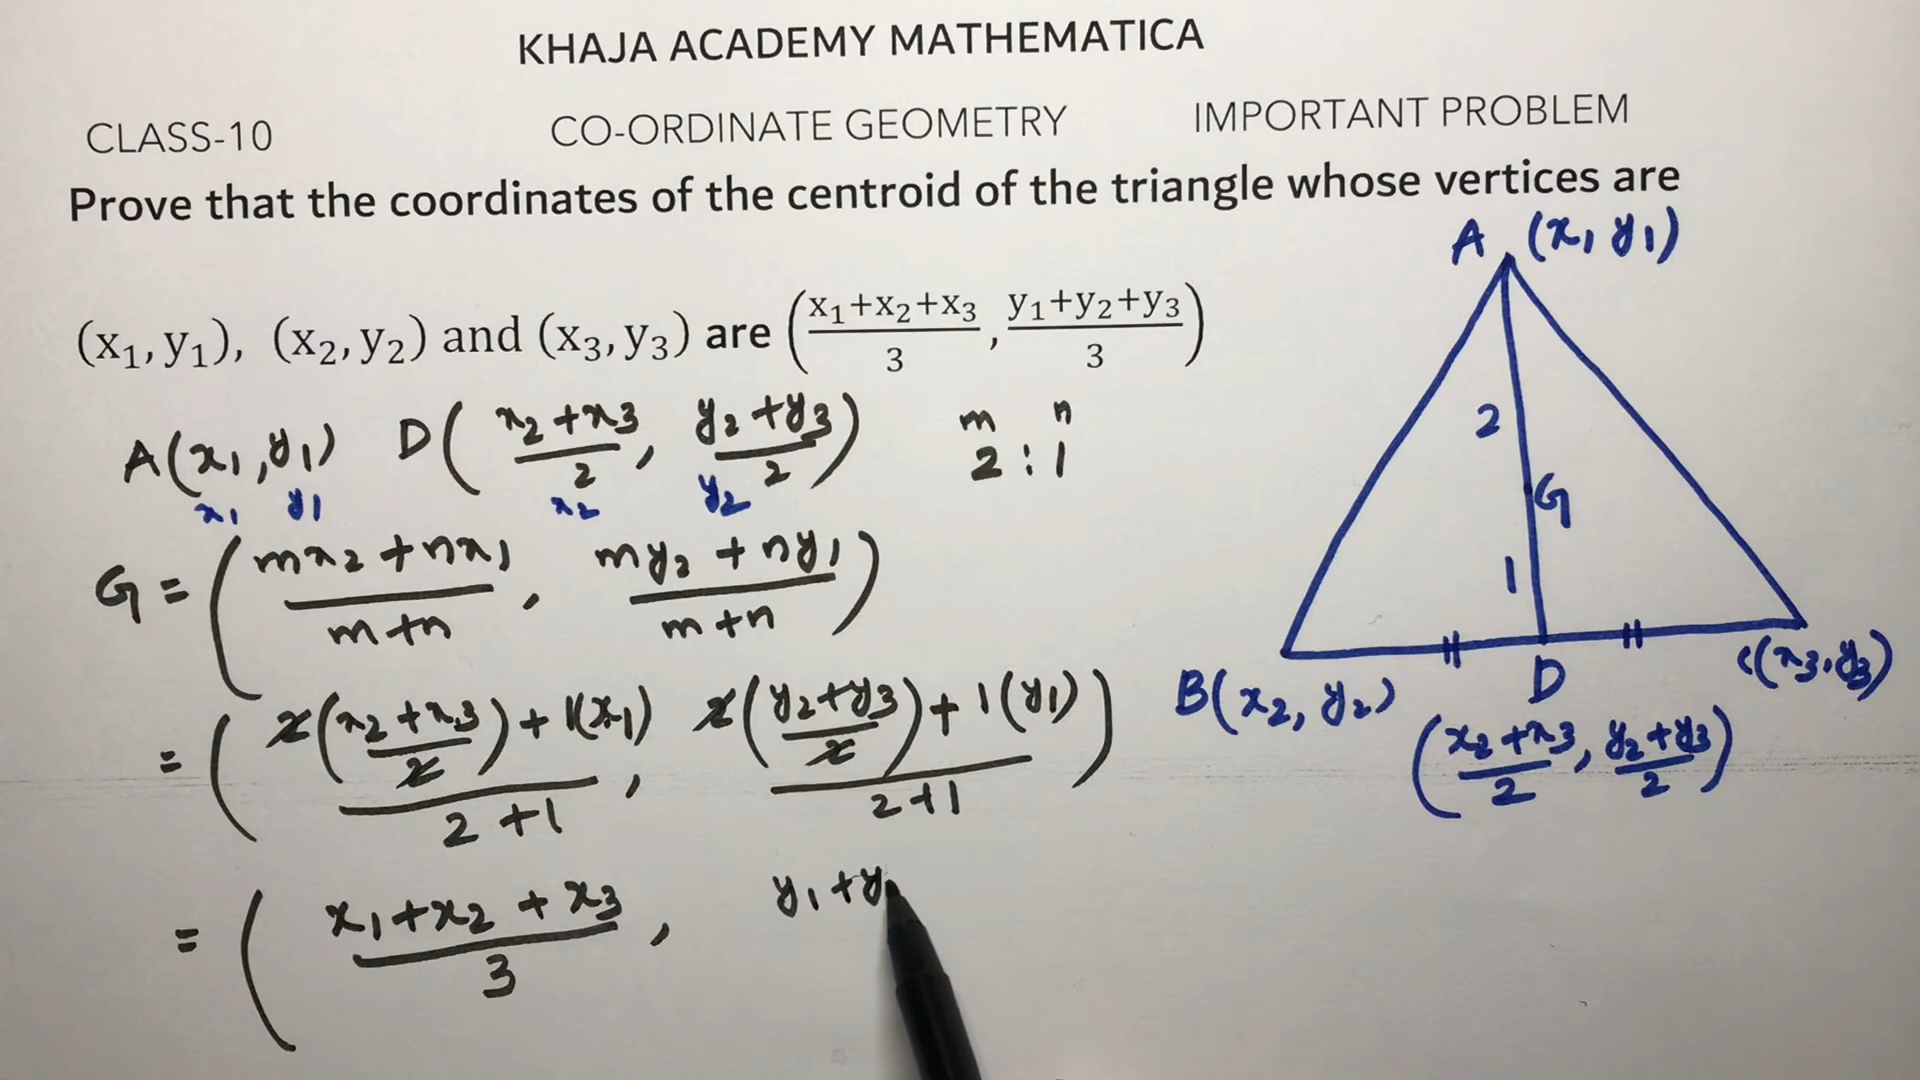 KHAJA ACADEMY MATHEMATICA
CLASS-10 CO-ORDINATE GEOMETRY IMPORTANT PROBLEM
Prove that the coordinates of the centroid of the triangle whose vertices are
(x₁, y₁), (x₂, y₂) and (x₃, y₃) are ((x₁+x₂+x₃)/3, (y₁+y₂+y₃)/3)
A(x₁, y₁) D((x₂+x₃)/2, (y₂+y₃)/2) m n
2 : 1
x₁ y₁ x₂ y₂
G = ((mx₂+nx₁)/(m+n), (my₂+ny₁)/(m+n))
= ((2((x₂+x₃)/2)+1(x₁))/(2+1), (2((y₂+y₃)/2)+1(y₁))/(2+1))
= ((x₁+x₂+x₃)/3, y₁+y
A (x₁ y₁)
2
G
1
B(x₂, y₂) D C(x₃, y₃)
((x₂+x₃)/2, (y₂+y₃)/2)